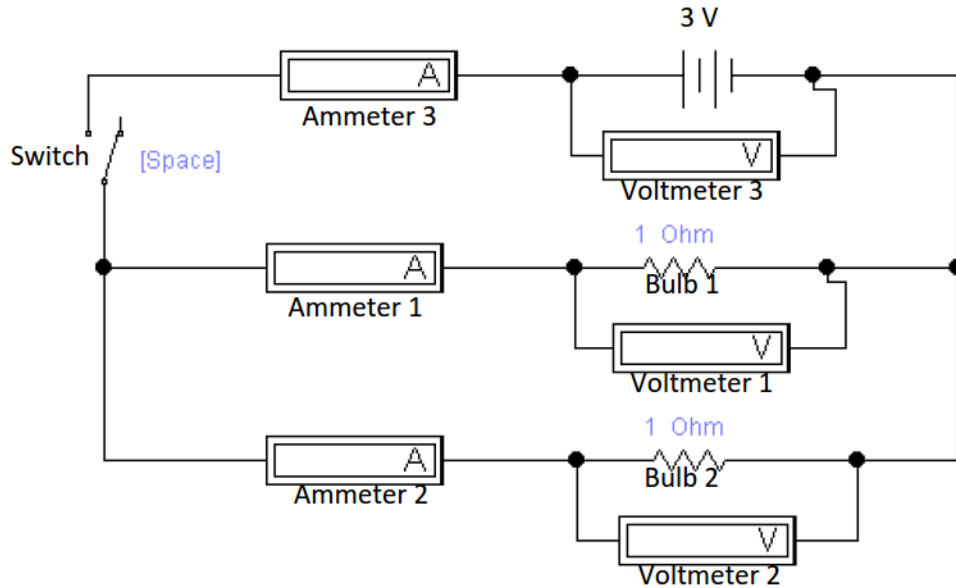 3 V
A
Ammeter 3
Switch
[Space]
V
Voltmeter 3
1 Ohm
A
Bulb 1
Ammeter 1
V
Voltmeter 1
1 Ohm
A
Bulb 2
Ammeter 2
V
Voltmeter 2